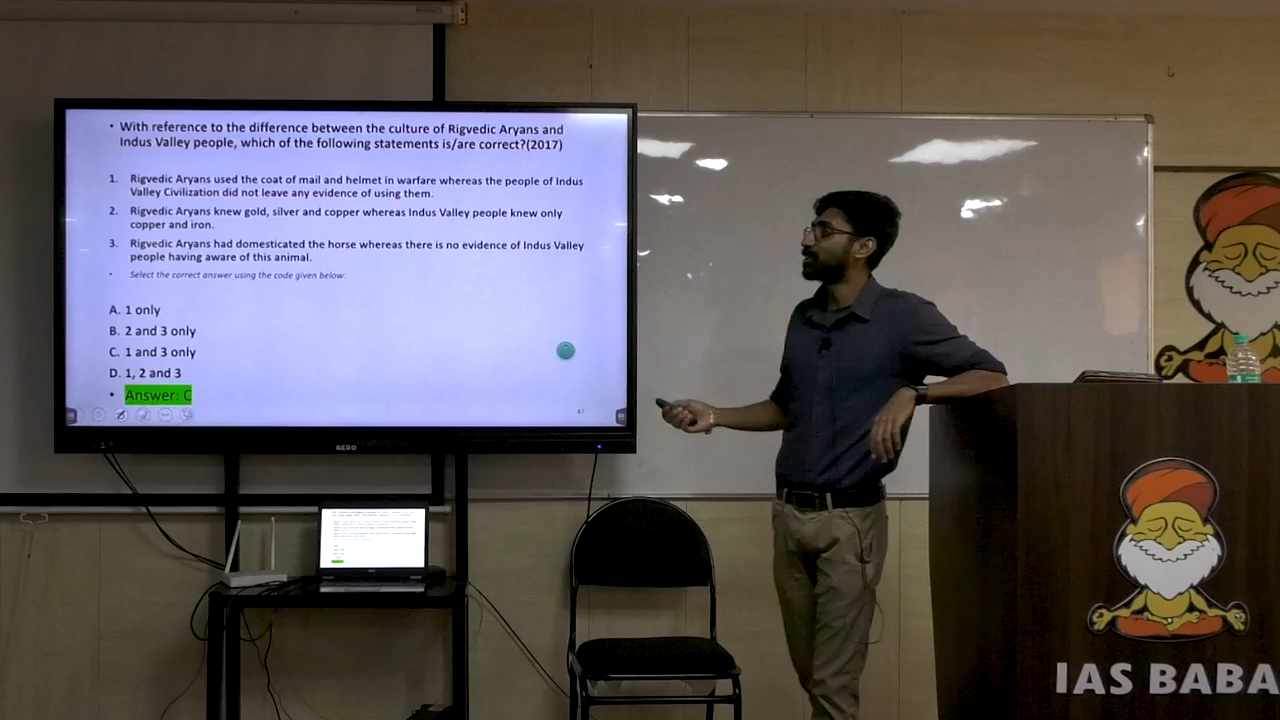 • With reference to the difference between the culture of Rigvedic Aryans and
Indus Valley people, which of the following statements is/are correct?(2017)
1. Rigvedic Aryans used the coat of mail and helmet in warfare whereas the people of Indus
Valley Civilization did not leave any evidence of using them.
2. Rigvedic Aryans knew gold, silver and copper whereas Indus Valley people knew only
copper and iron.
3. Rigvedic Aryans had domesticated the horse whereas there is no evidence of Indus Valley
people having aware of this animal.
• Select the correct answer using the code given below:
A. 1 only
B. 2 and 3 only
C. 1 and 3 only
D. 1, 2 and 3
• Answer: C
87
IAS BABA